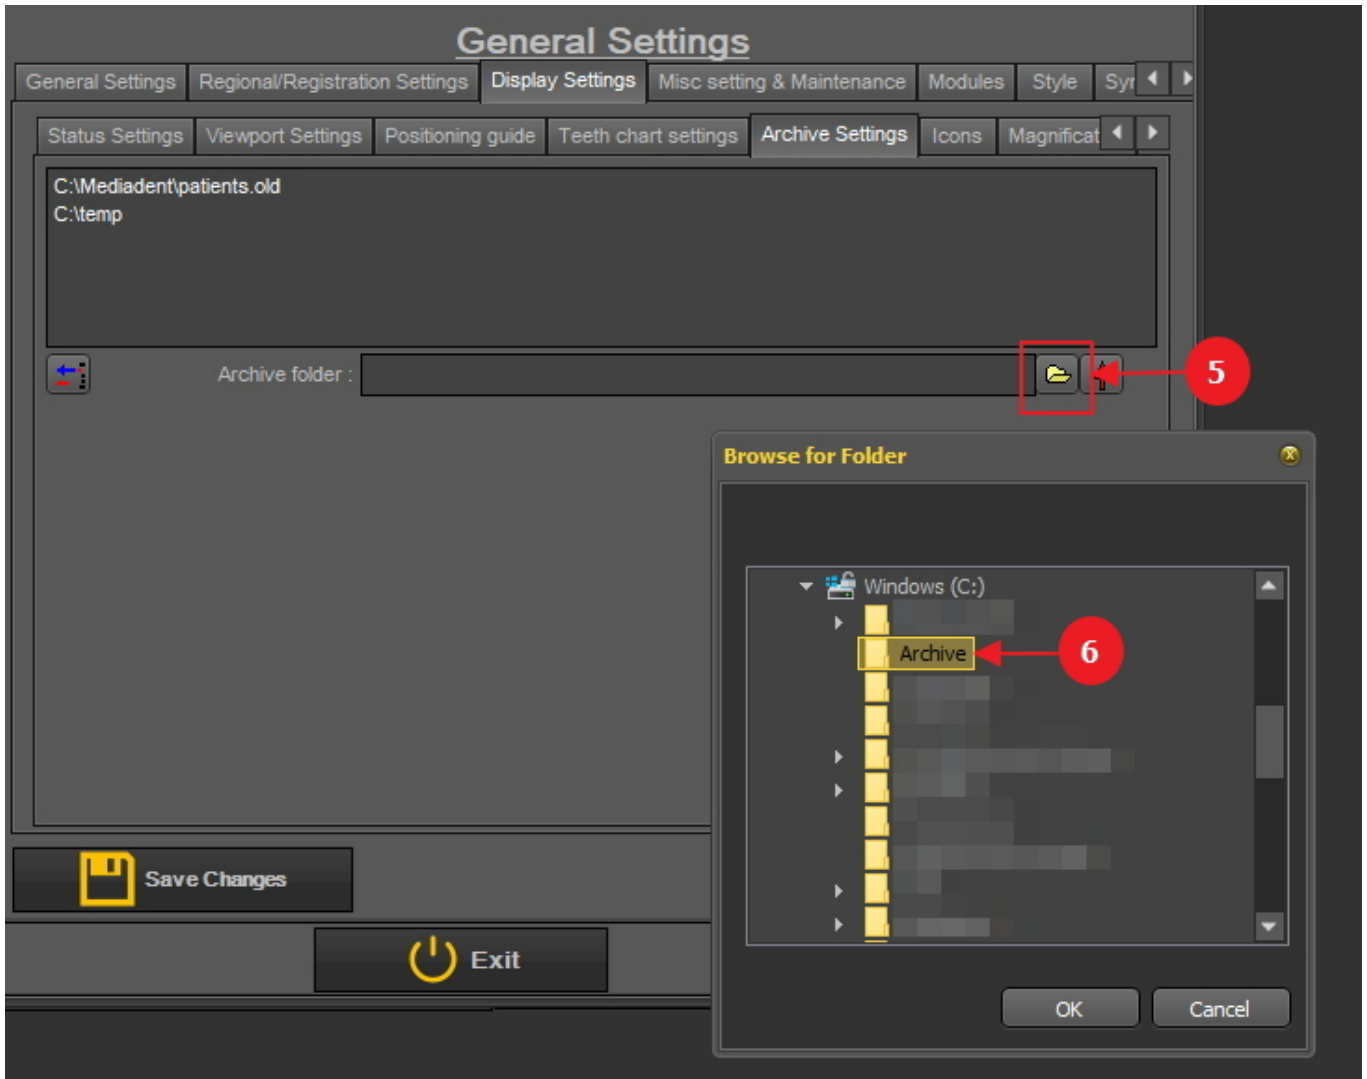 General Settings
General Settings Regional/Registration Settings Display Settings Misc setting & Maintenance Modules Style Syr
Status Settings Viewport Settings Positioning guide Teeth chart settings Archive Settings Icons Magnificat
C:\Mediadent\patients.old
C:\temp
Archive folder :
5
Browse for Folder
Windows (C:)
Archive
6
Save Changes
Exit
OK Cancel